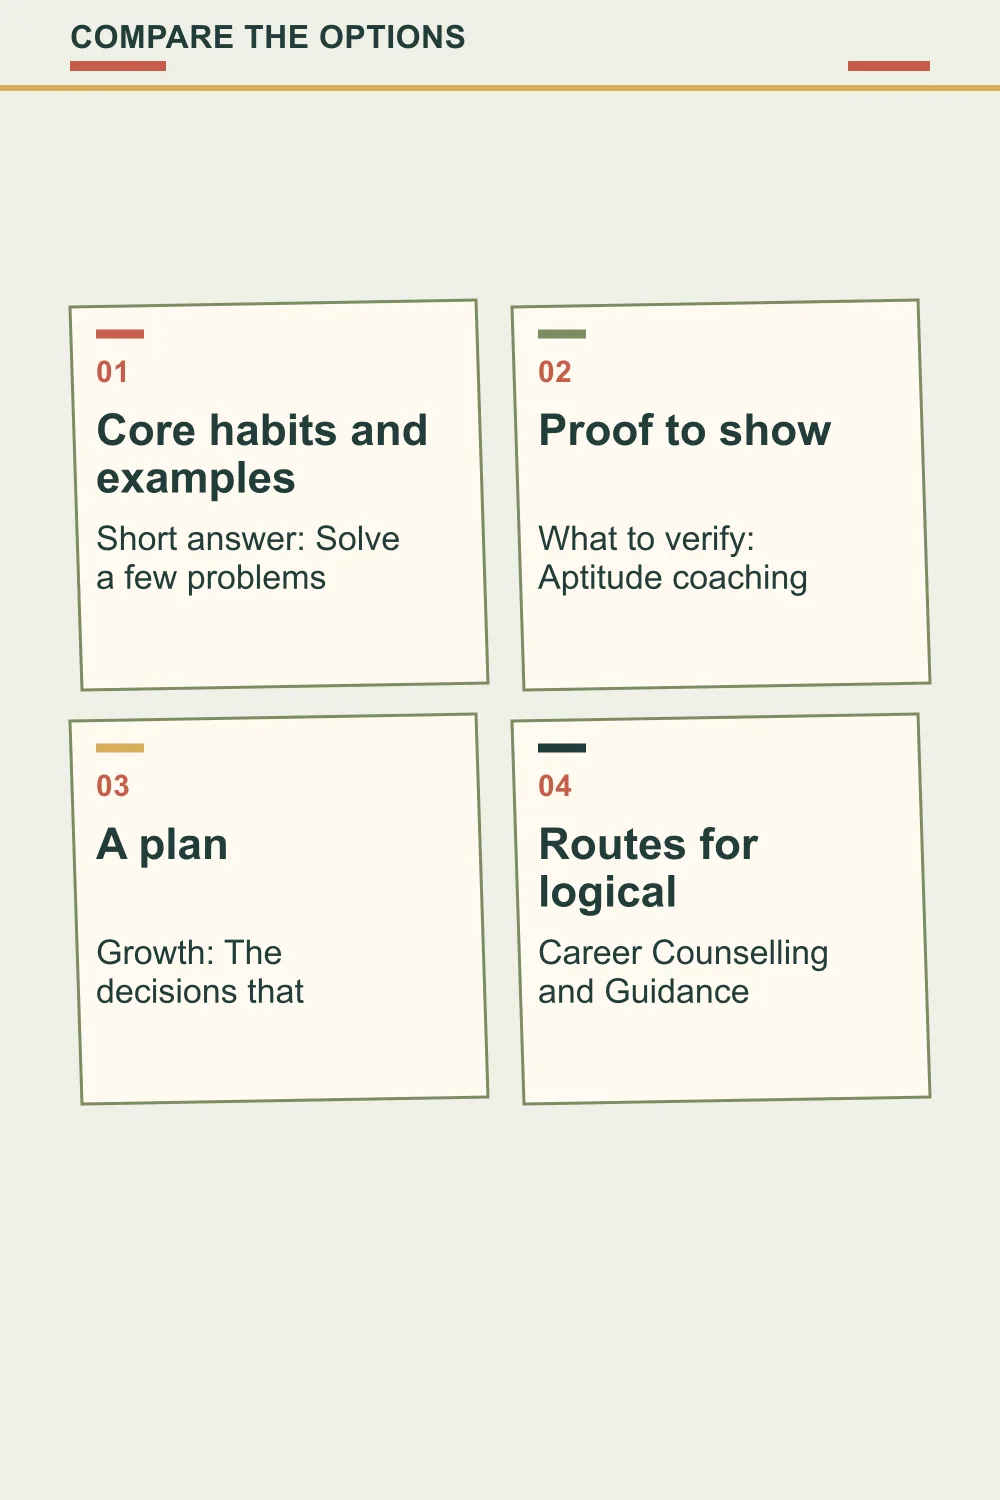 COMPARE THE OPTIONS
01
Core habits and
examples
Short answer: Solve
a few problems
02
Proof to show
What to verify:
Aptitude coaching
03
A plan
Growth: The
decisions that
04
Routes for
logical
Career Counselling
and Guidance